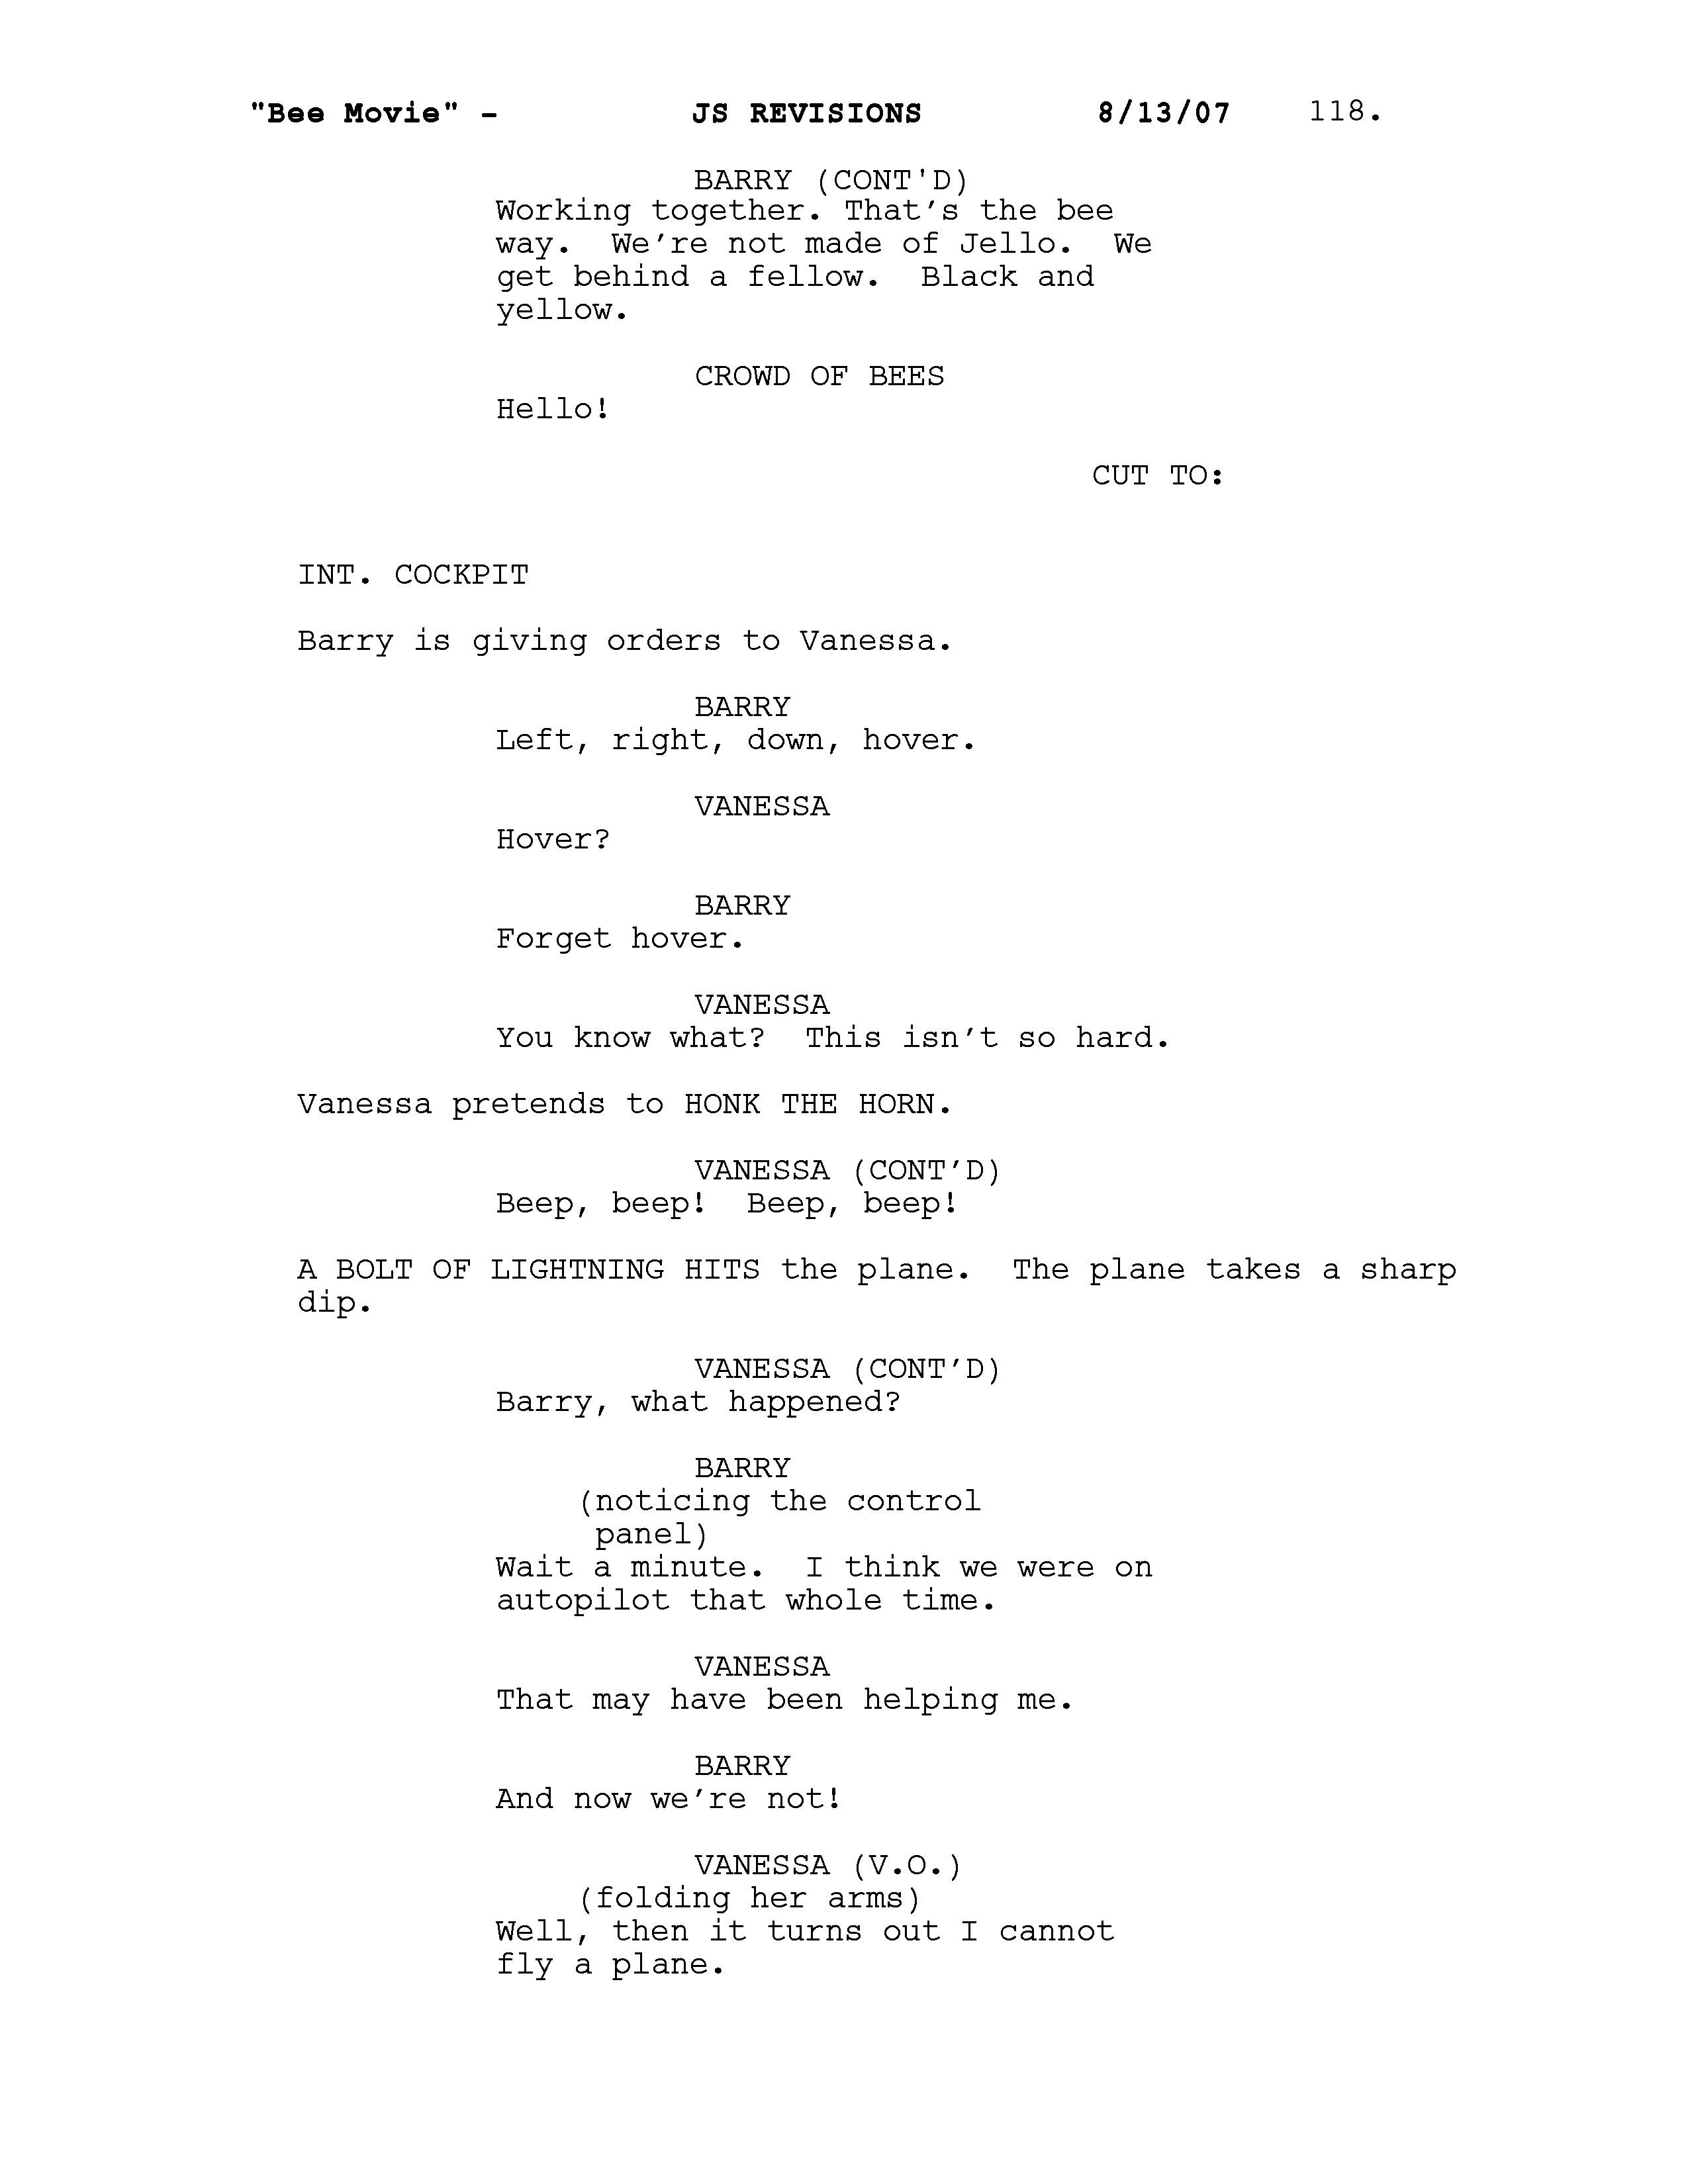 "Bee Movie" - JS REVISIONS 8/13/07 118.
BARRY (CONT'D)
Working together. That's the bee
way.  We're not made of Jello.  We
get behind a fellow.  Black and
yellow.
CROWD OF BEES
Hello!
CUT TO:
INT. COCKPIT
Barry is giving orders to Vanessa.
BARRY
Left, right, down, hover.
VANESSA
Hover?
BARRY
Forget hover.
VANESSA
You know what?  This isn't so hard.
Vanessa pretends to HONK THE HORN.
VANESSA (CONT'D)
Beep, beep!  Beep, beep!
A BOLT OF LIGHTNING HITS the plane.  The plane takes a sharp
dip.
VANESSA (CONT'D)
Barry, what happened?
BARRY
(noticing the control
panel)
Wait a minute.  I think we were on
autopilot that whole time.
VANESSA
That may have been helping me.
BARRY
And now we're not!
VANESSA (V.O.)
(folding her arms)
Well, then it turns out I cannot
fly a plane.